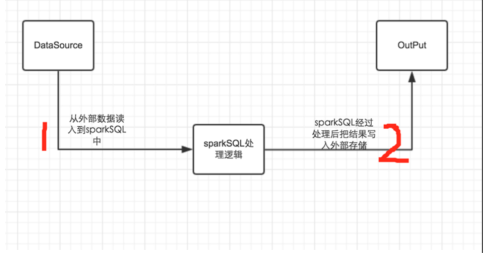 DataSource
OutPut
从外部数据读
入到sparkSQL
中
1
sparkSQL处
理逻辑
sparkSQL经过
处理后把结果写
入外部存储
2